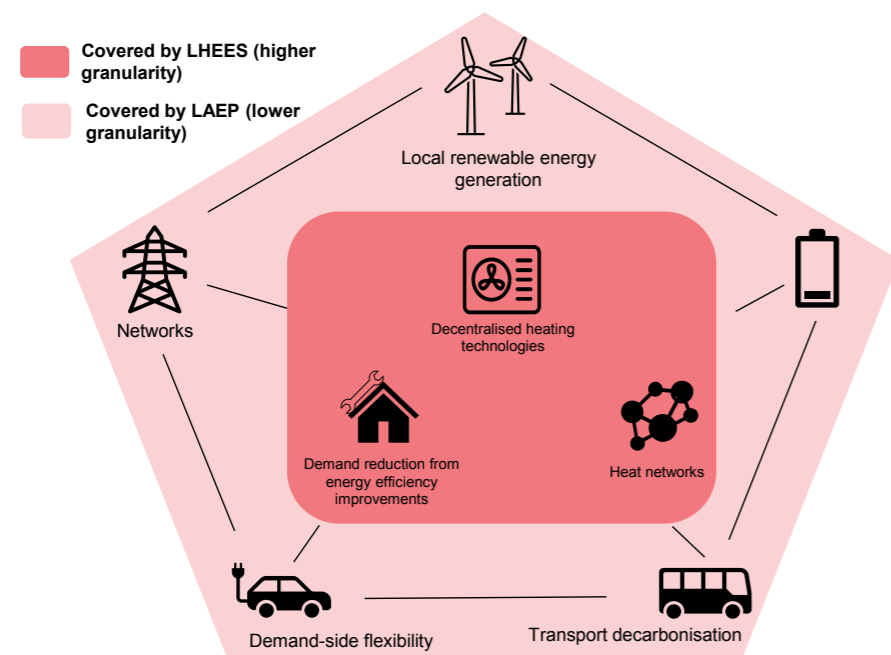 Covered by LHEES (higher
granularity)
Covered by LAEP (lower
granularity)
Local renewable energy
generation
Networks
Decentralised heating
technologies
Demand reduction from
energy efficiency
improvements
Heat networks
Demand-side flexibility
Transport decarbonisation